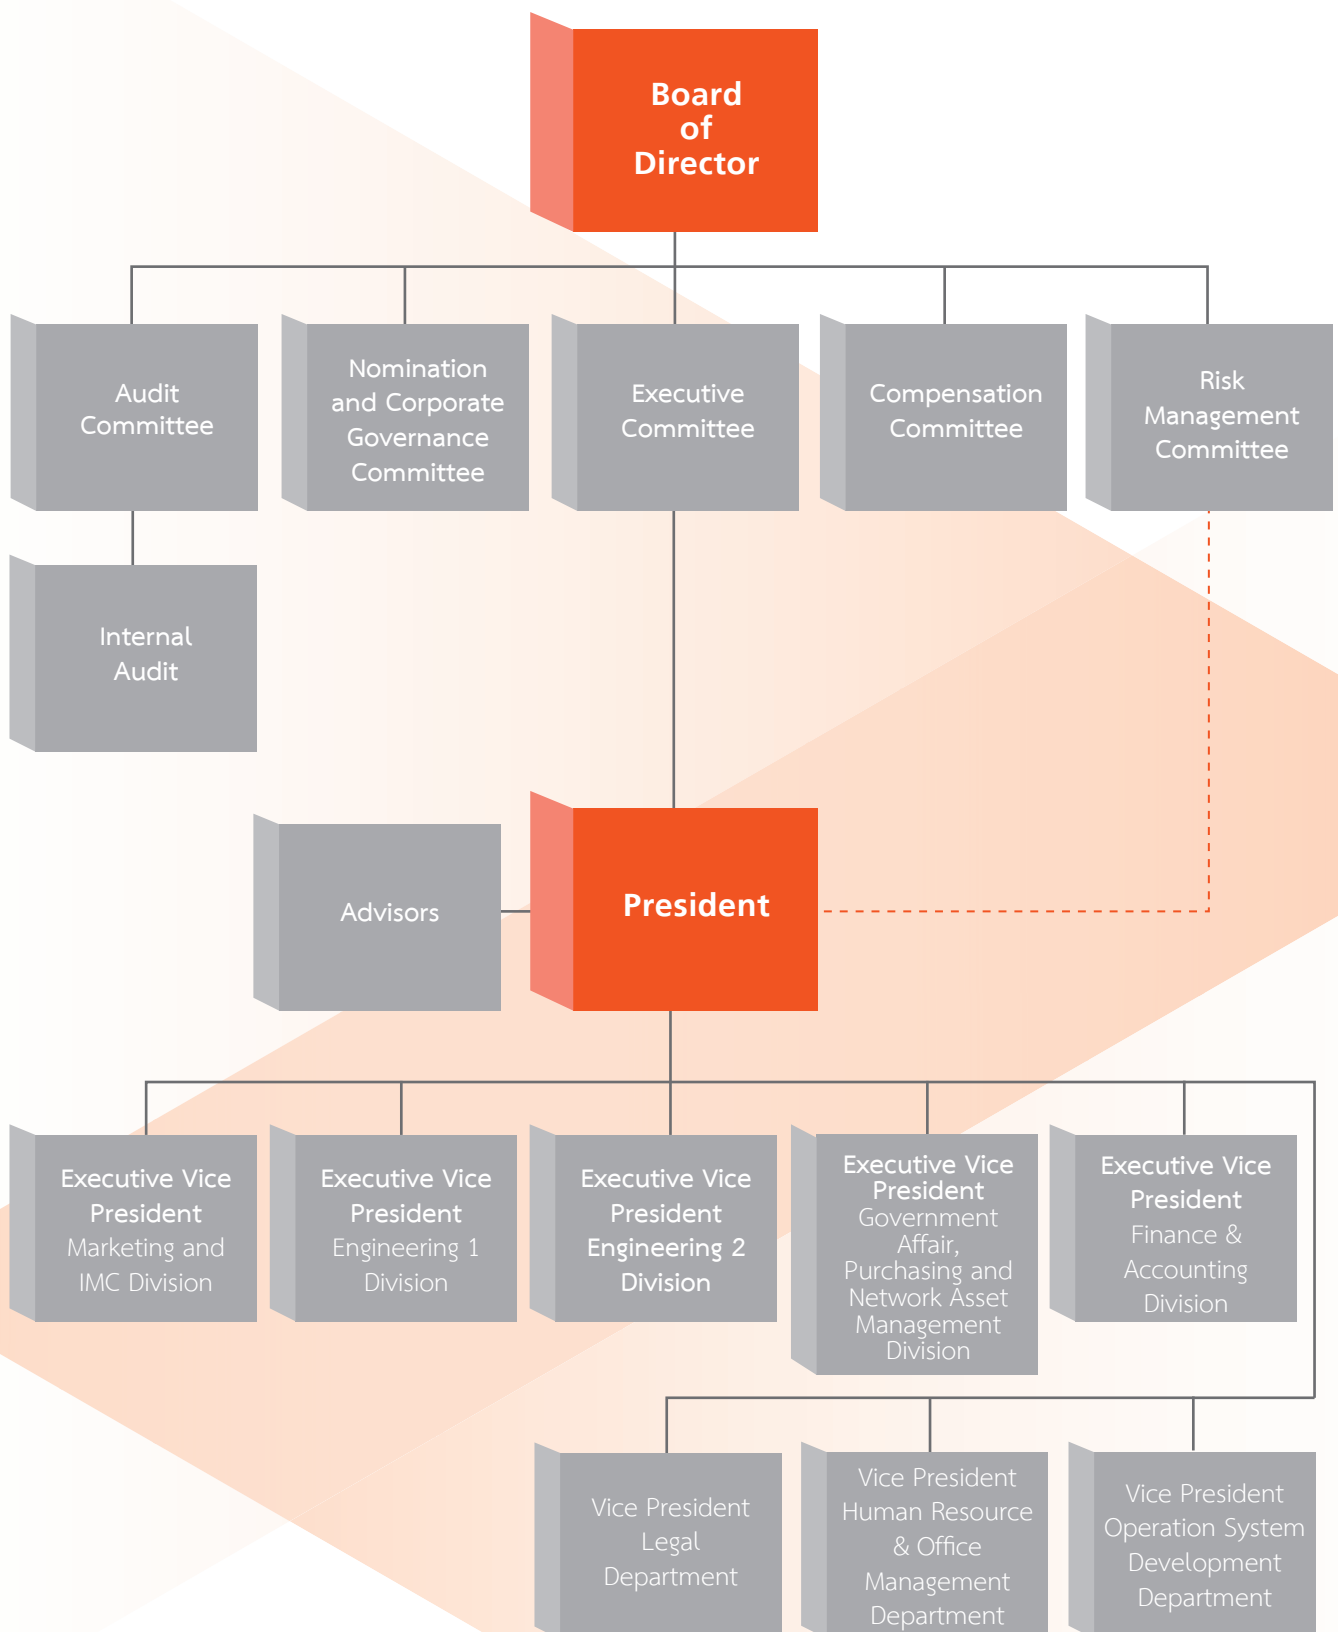 Board
of
Director
Audit
Committee
Nomination
and Corporate
Governance
Committee
Executive
Committee
Compensation
Committee
Risk
Management
Committee
Internal
Audit
Advisors
President
Executive Vice
President
Marketing and
IMC Division
Executive Vice
President
Engineering 1
Division
Executive Vice
President
Engineering 2
Division
Executive Vice
President
Government
Affair,
Purchasing and
Network Asset
Management
Division
Executive Vice
President
Finance &
Accounting
Division
Vice President
Legal
Department
Vice President
Human Resource
& Office
Management
Department
Vice President
Operation System
Development
Department